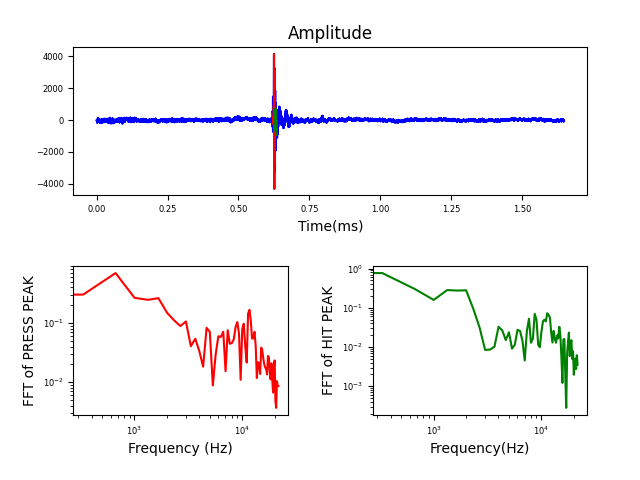 Amplitude
4000
2000
0
−2000
−4000
0.00 0.25 0.50 0.75 1.00 1.25 1.50
Time(ms)
FFT of PRESS PEAK
10⁻¹
10⁻²
10³ 10⁴
Frequency (Hz)
FFT of HIT PEAK
10⁰
10⁻¹
10⁻²
10⁻³
10³ 10⁴
Frequency(Hz)